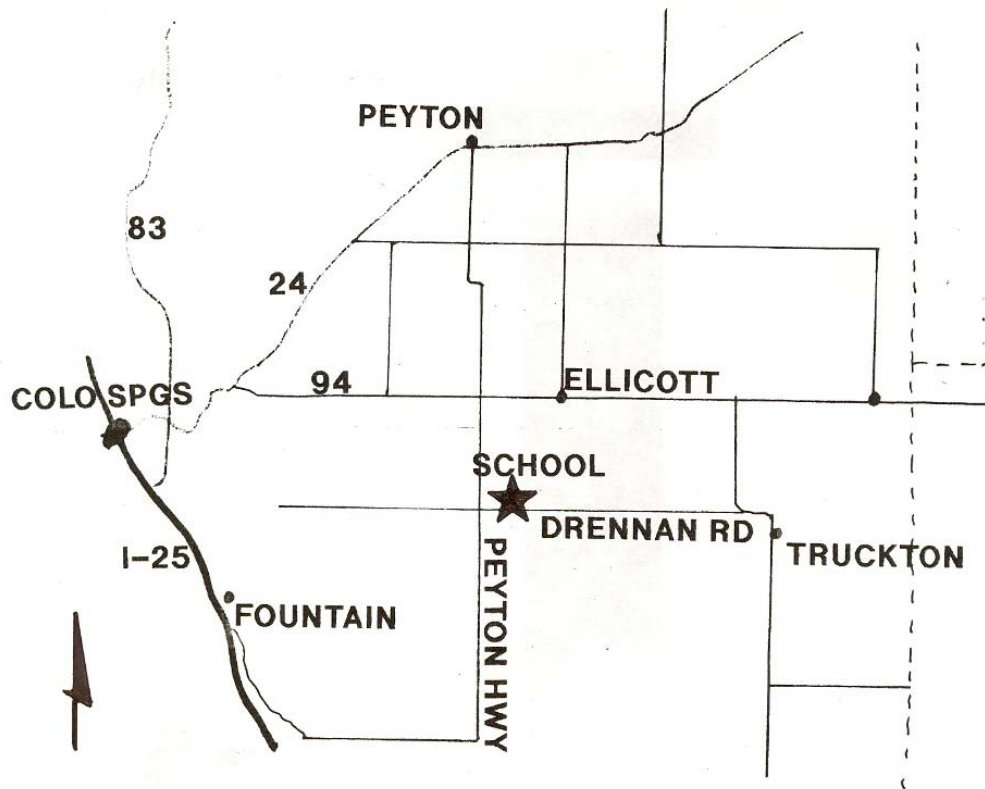 PEYTON
83
24
94
ELLICOTT
COLO SPGS
SCHOOL
DRENNAN RD
I-25
TRUCKTON
FOUNTAIN
PEYTON HWY